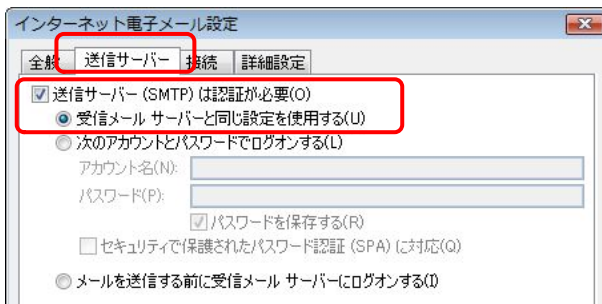 インターネット電子メール設定
全般 送信サーバー 接続 詳細設定
送信サーバー (SMTP) は認証が必要(O)
受信メール サーバーと同じ設定を使用する(U)
次のアカウントとパスワードでログオンする(L)
アカウント名(N):
パスワード(P):
パスワードを保存する(R)
セキュリティで保護されたパスワード認証 (SPA) に対応(Q)
メールを送信する前に受信メール サーバーにログオンする(I)